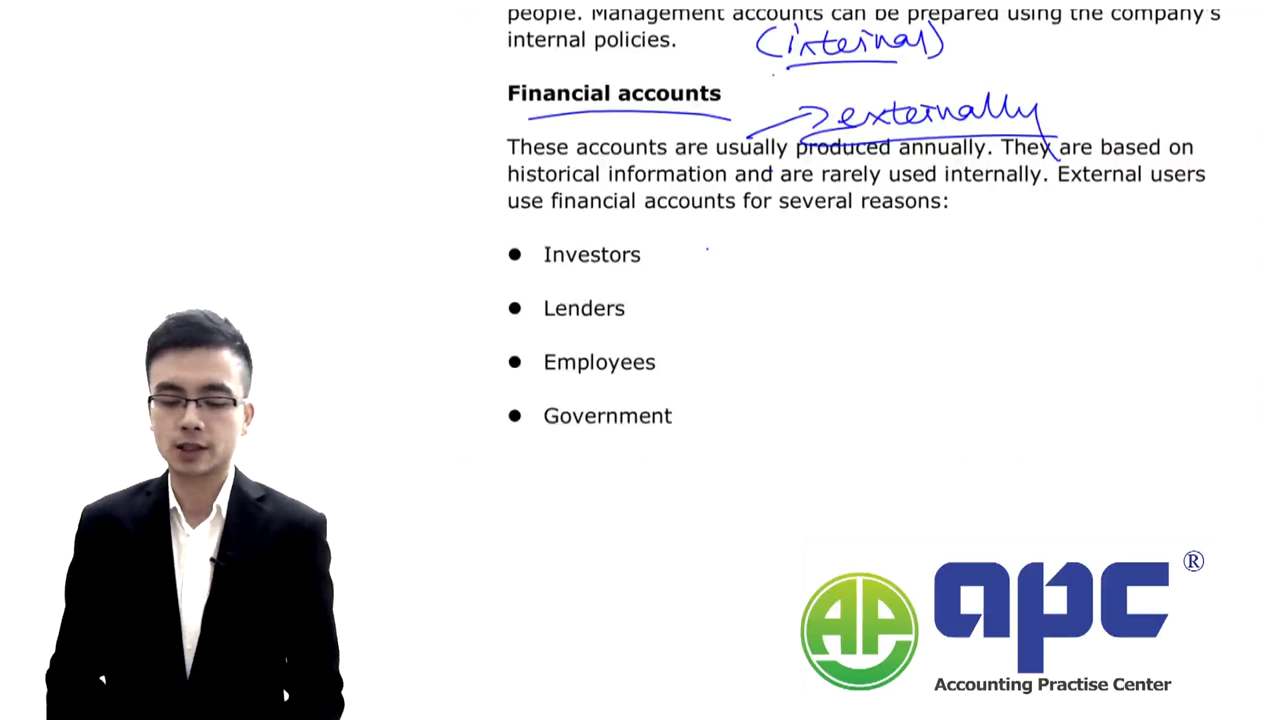 people. Management accounts can be prepared using the company's
internal policies.
(internal)
Financial accounts
externally
These accounts are usually produced annually. They are based on
historical information and are rarely used internally. External users
use financial accounts for several reasons:
● Investors
● Lenders
● Employees
● Government
AP
apc ®
Accounting Practise Center